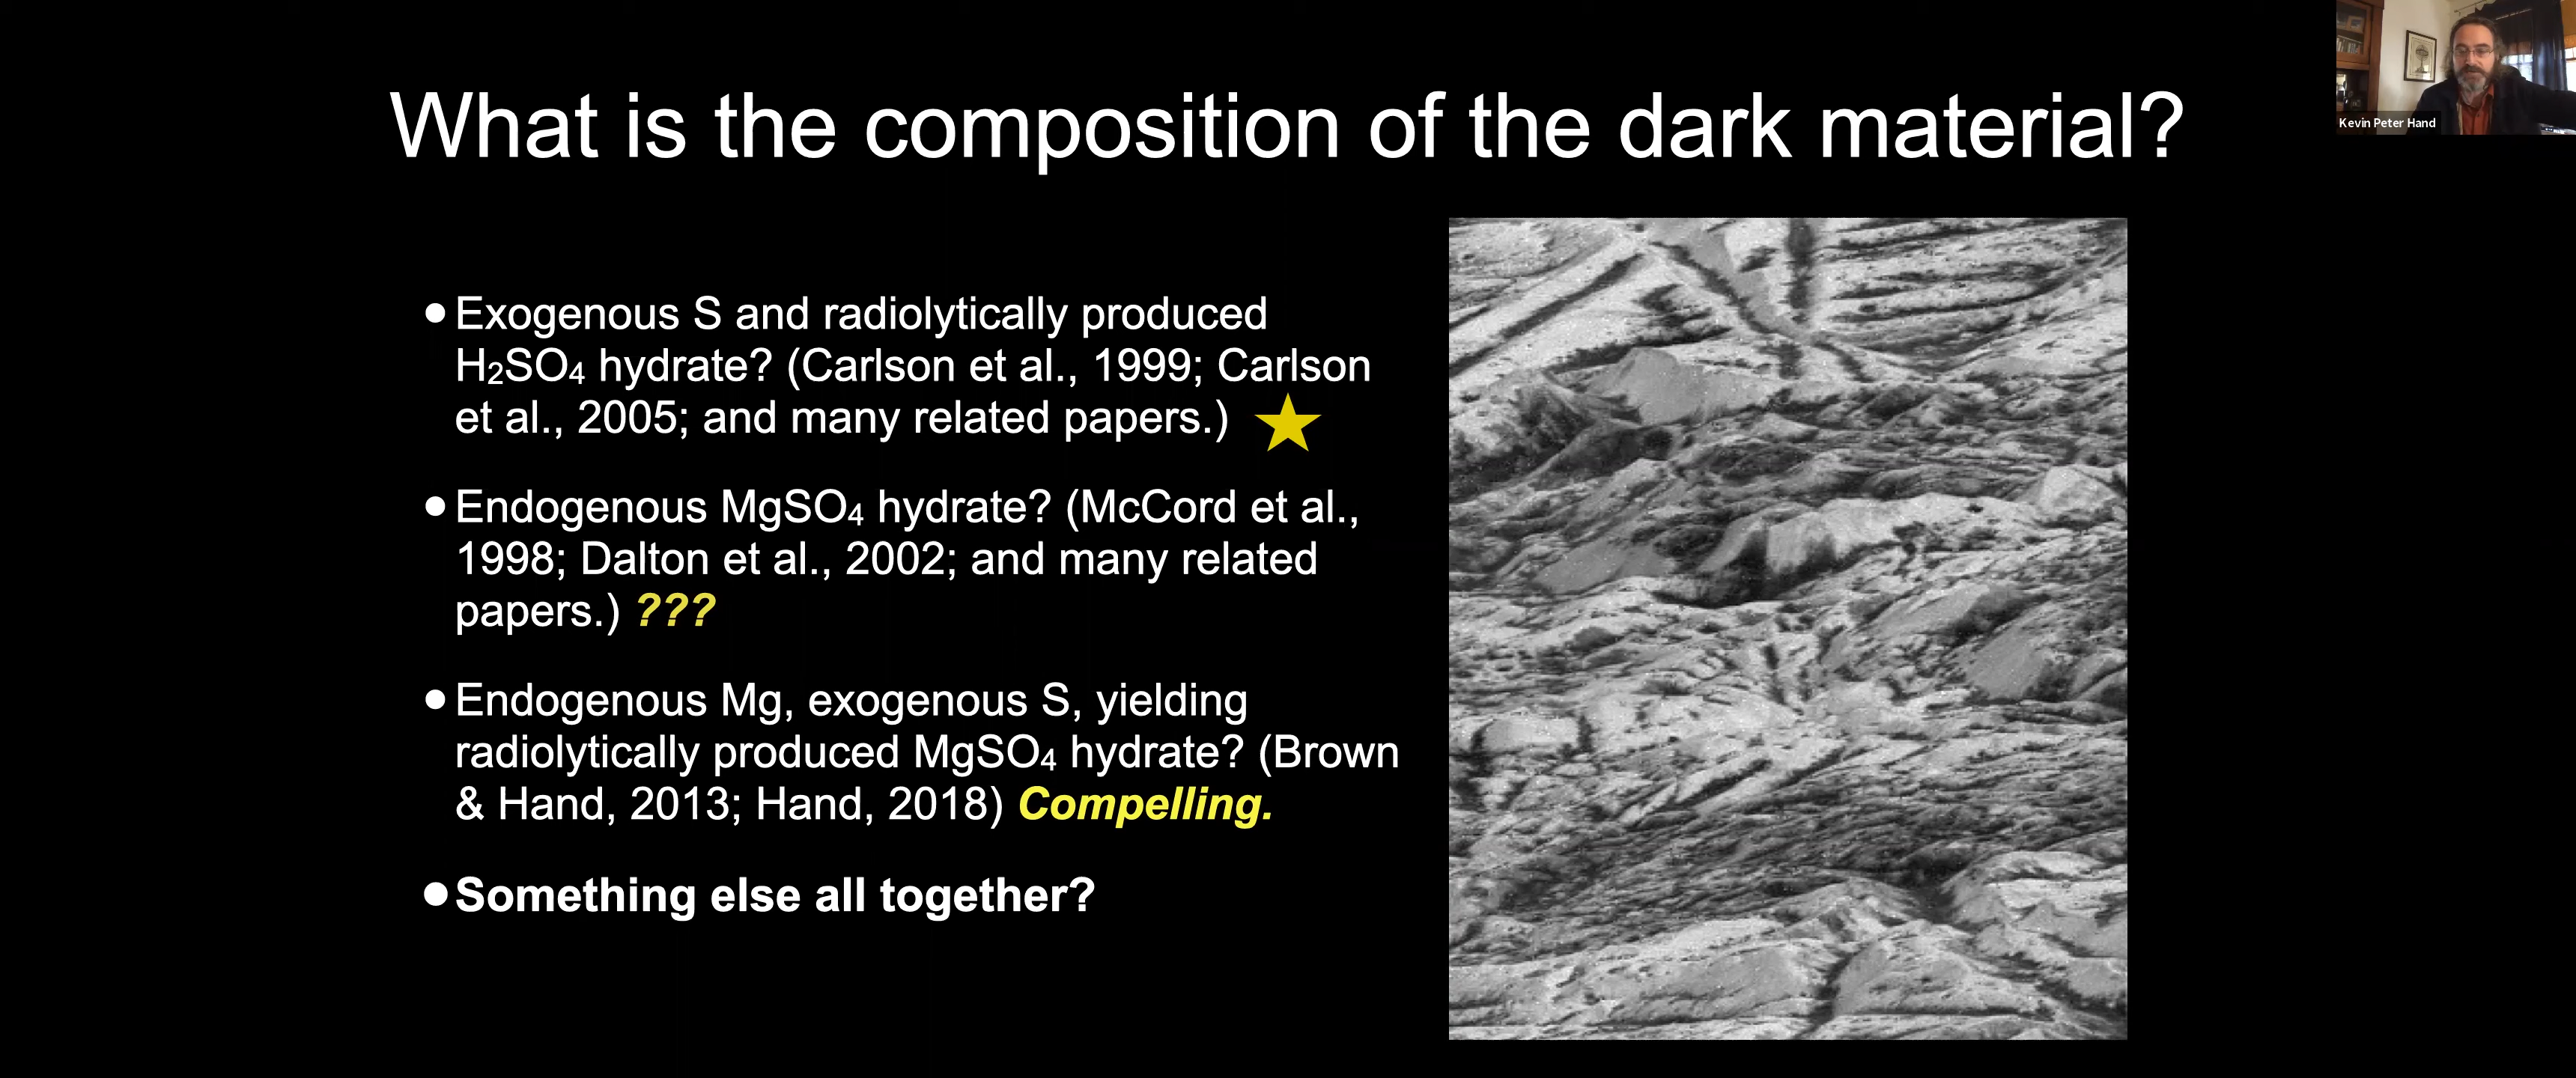 What is the composition of the dark material?
Kevin Peter Hand
● Exogenous S and radiolytically produced
H₂SO₄ hydrate? (Carlson et al., 1999; Carlson
et al., 2005; and many related papers.)
● Endogenous MgSO₄ hydrate? (McCord et al.,
1998; Dalton et al., 2002; and many related
papers.) ???
● Endogenous Mg, exogenous S, yielding
radiolytically produced MgSO₄ hydrate? (Brown
& Hand, 2013; Hand, 2018) Compelling.
● Something else all together?